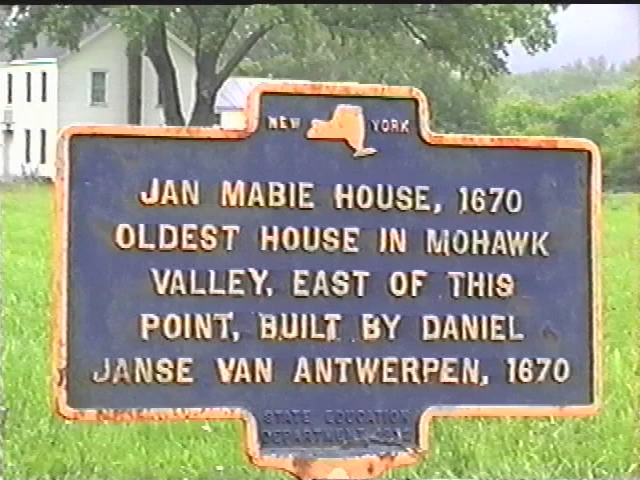 NEW YORK
JAN MABIE HOUSE, 1670
OLDEST HOUSE IN MOHAWK
VALLEY, EAST OF THIS
POINT, BUILT BY DANIEL
JANSE VAN ANTWERPEN, 1670
STATE EDUCATION
DEPARTMENT